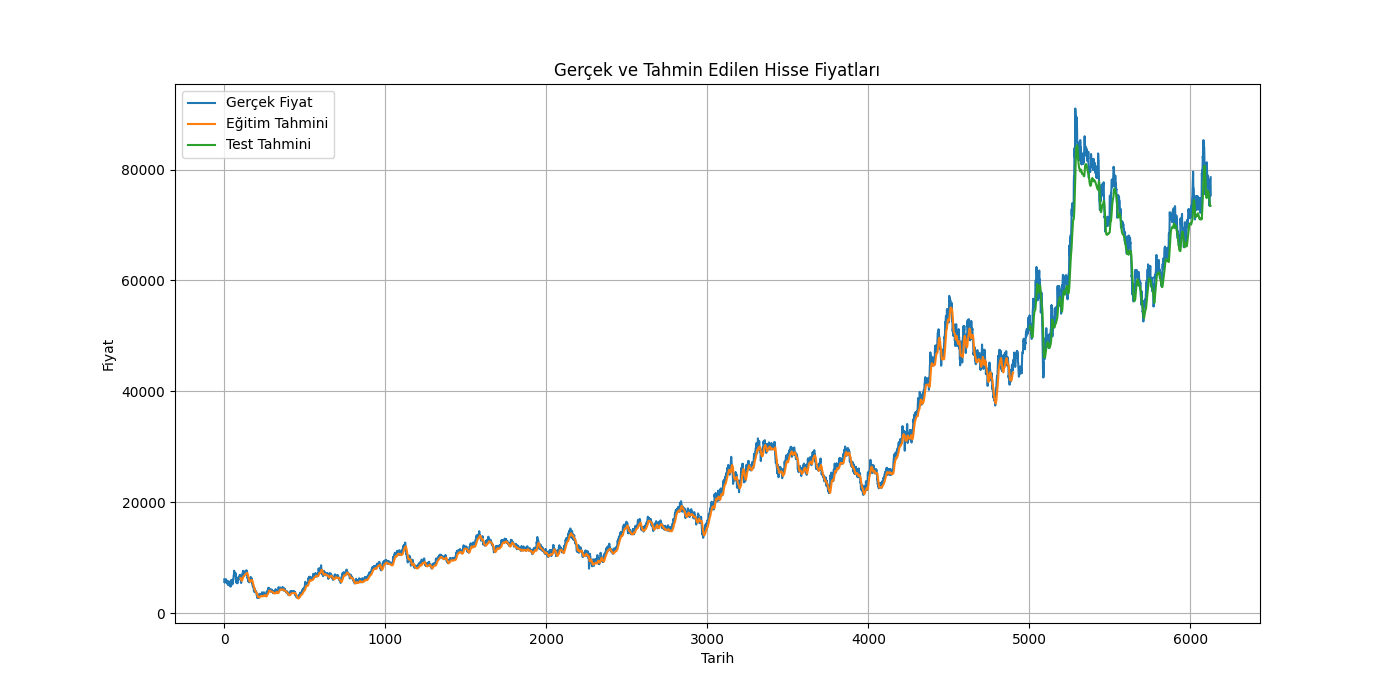 Gerçek ve Tahmin Edilen Hisse Fiyatları
Gerçek Fiyat
Eğitim Tahmini
Test Tahmini
Fiyat
80000
60000
40000
20000
0
0 1000 2000 3000 4000 5000 6000
Tarih